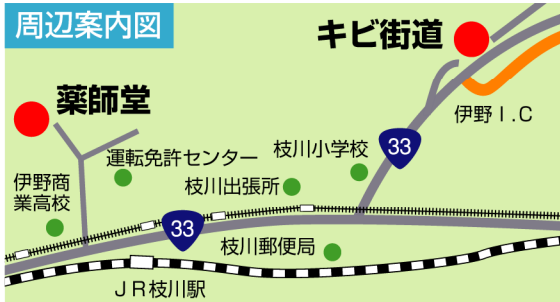 周辺案内図
キビ街道
薬師堂
伊野I.C
33
枝川小学校
運転免許センター
枝川出張所
伊野商
業高校
33
枝川郵便局
JR枝川駅